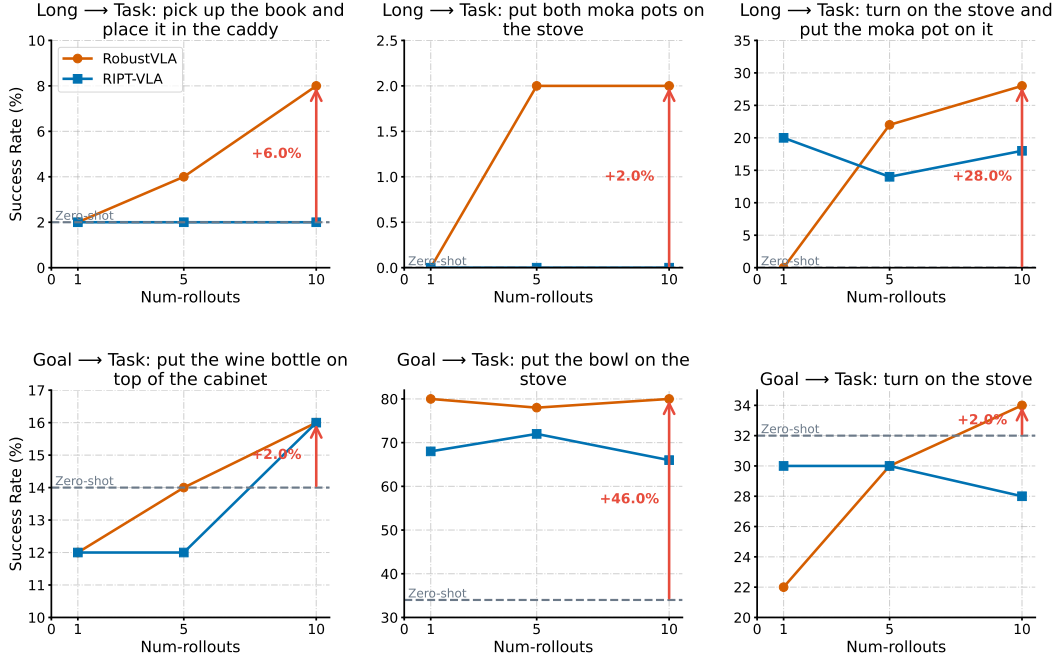 Long ⟶ Task: pick up the book and
place it in the caddy
Success Rate (%)
10
8
6
4
2
0
RobustVLA
RIPT-VLA
+6.0%
Zero-shot
0 1 5 10
Num-rollouts
Long ⟶ Task: put both moka pots on
the stove
2.5
2.0
1.5
1.0
0.5
0.0
+2.0%
Zero-shot
0 1 5 10
Num-rollouts
Long ⟶ Task: turn on the stove and
put the moka pot on it
35
30
25
20
15
10
5
0
+28.0%
Zero-shot
0 1 5 10
Num-rollouts
Goal ⟶ Task: put the wine bottle on
top of the cabinet
Success Rate (%)
17
16
15
14
13
12
11
10
+2.0%
Zero-shot
0 1 5 10
Num-rollouts
Goal ⟶ Task: put the bowl on the
stove
80
70
60
50
40
30
+46.0%
Zero-shot
0 1 5 10
Num-rollouts
Goal ⟶ Task: turn on the stove
34
32
30
28
26
24
22
20
+2.0%
Zero-shot
0 1 5 10
Num-rollouts